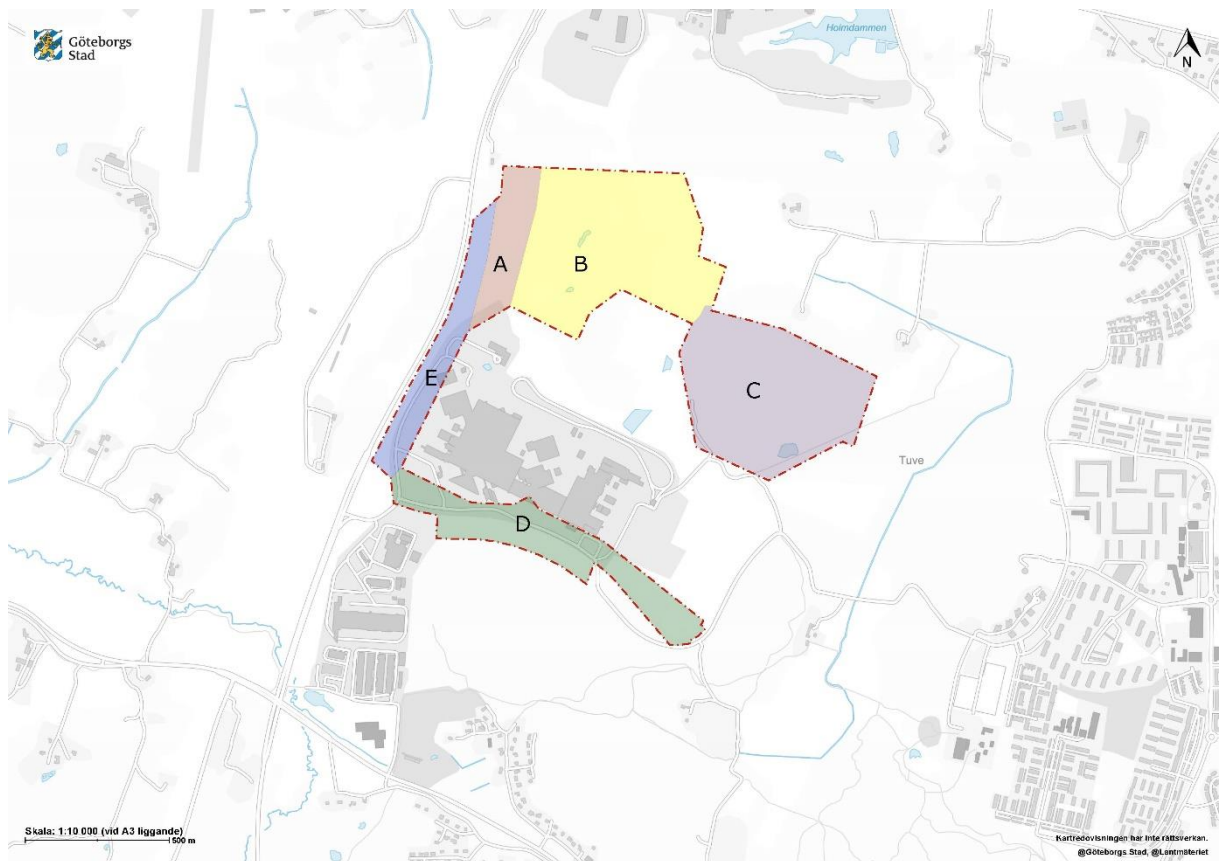 Göteborgs
Stad
Holmdammen
N
A
B
E
C
Tuve
D
Skala: 1:10 000 (vid A3 liggande)
500 m
Kartredovisningen har inte rättsverkan.
@Göteborgs Stad, @Lantmäteriet